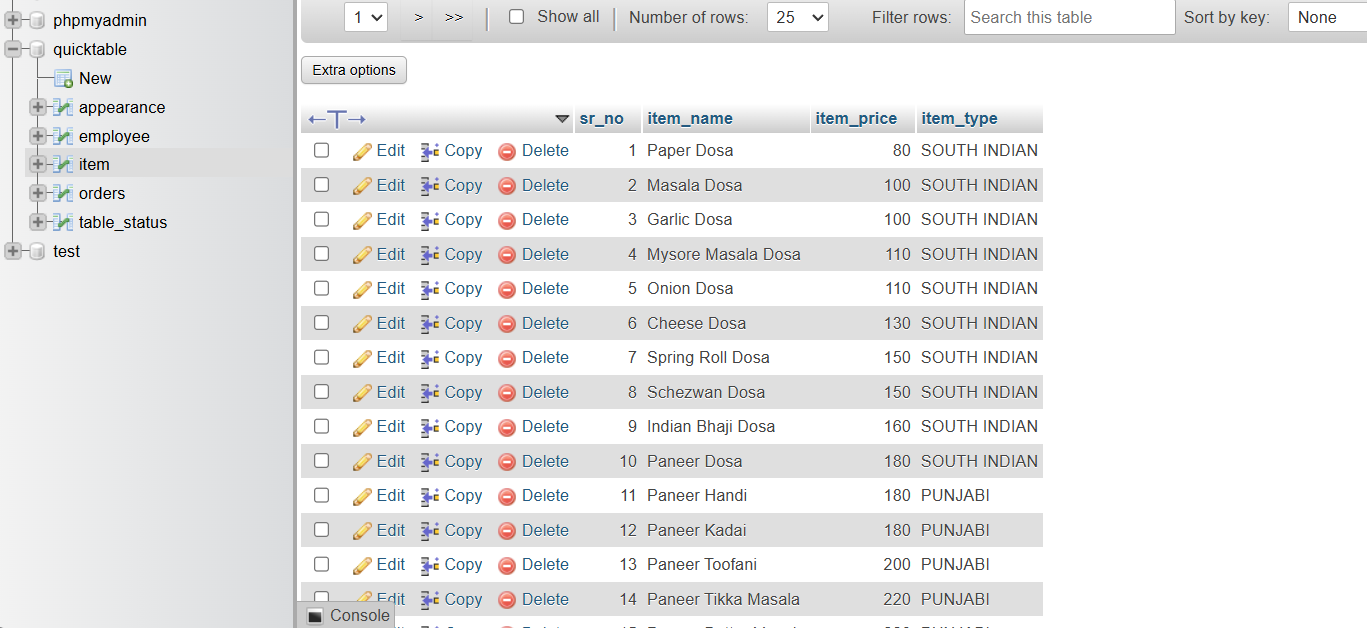 phpmyadmin
quicktable
New
appearance
employee
item
orders
table_status
test
1 > >> Show all Number of rows: 25 Filter rows: Search this table Sort by key: None
Extra options
sr_no item_name item_price item_type
Edit Copy Delete 1 Paper Dosa 80 SOUTH INDIAN
Edit Copy Delete 2 Masala Dosa 100 SOUTH INDIAN
Edit Copy Delete 3 Garlic Dosa 100 SOUTH INDIAN
Edit Copy Delete 4 Mysore Masala Dosa 110 SOUTH INDIAN
Edit Copy Delete 5 Onion Dosa 110 SOUTH INDIAN
Edit Copy Delete 6 Cheese Dosa 130 SOUTH INDIAN
Edit Copy Delete 7 Spring Roll Dosa 150 SOUTH INDIAN
Edit Copy Delete 8 Schezwan Dosa 150 SOUTH INDIAN
Edit Copy Delete 9 Indian Bhaji Dosa 160 SOUTH INDIAN
Edit Copy Delete 10 Paneer Dosa 180 SOUTH INDIAN
Edit Copy Delete 11 Paneer Handi 180 PUNJABI
Edit Copy Delete 12 Paneer Kadai 180 PUNJABI
Edit Copy Delete 13 Paneer Toofani 200 PUNJABI
Edit Copy Delete 14 Paneer Tikka Masala 220 PUNJABI
Console